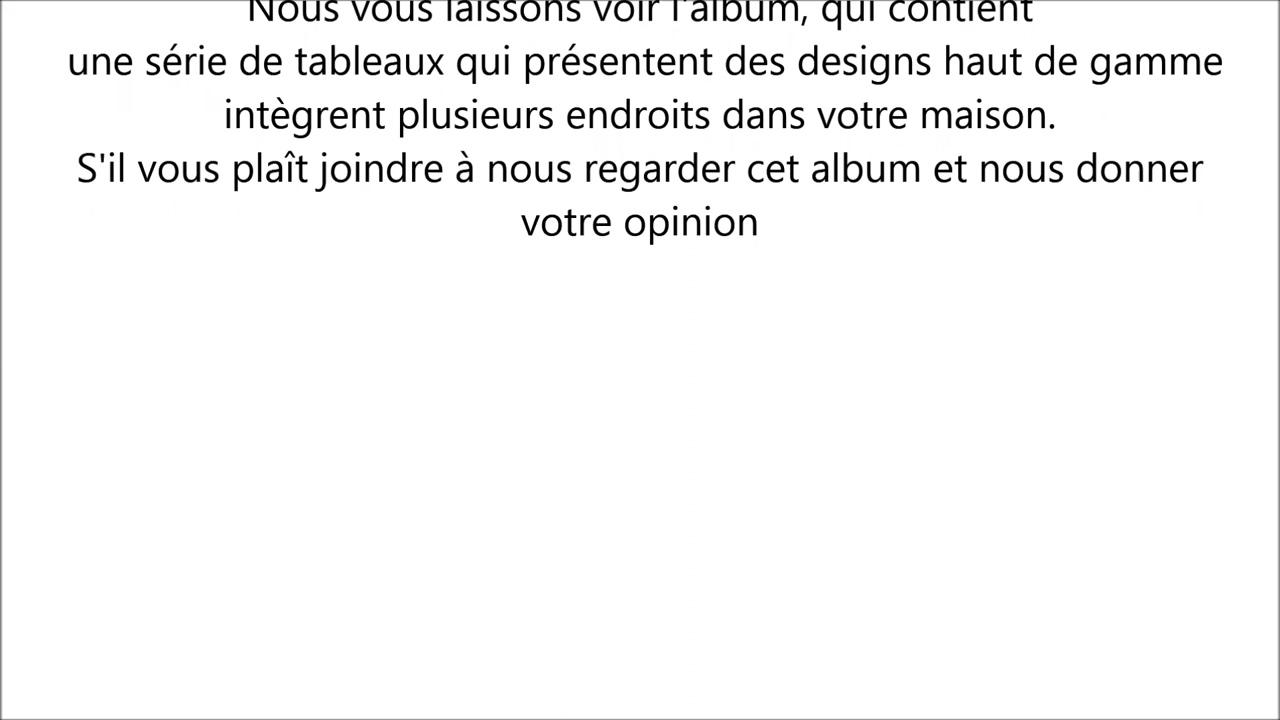 Nous vous laissons voir l'album, qui contient
une série de tableaux qui présentent des designs haut de gamme
intègrent plusieurs endroits dans votre maison.
S'il vous plaît joindre à nous regarder cet album et nous donner
votre opinion